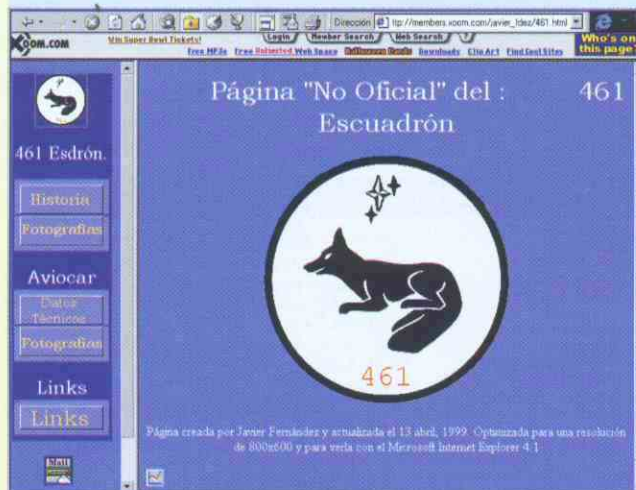 Dirección
ttp://members.xoom.com/javier_fdez/461.html
XOOM.COM
Win Super Bowl Tickets!
Login
Member Search
Web Search
Free MP3s Free Unlimited Web Space Halloween Cards Downloads Clip Art Find Cool Sites
Who's on
this page
461 Esdrón.
Historia
Fotografías
Aviocar
Datos
Técnicos
Fotografías
Links
Links
Mail
Página "No Oficial" del : 461
Escuadrón
461
Página creada por Javier Fernández y actualizada el 13 abril, 1999. Optimizada para una resolución
de 800x600 y para verla con el Microsoft Internet Explorer 4.1